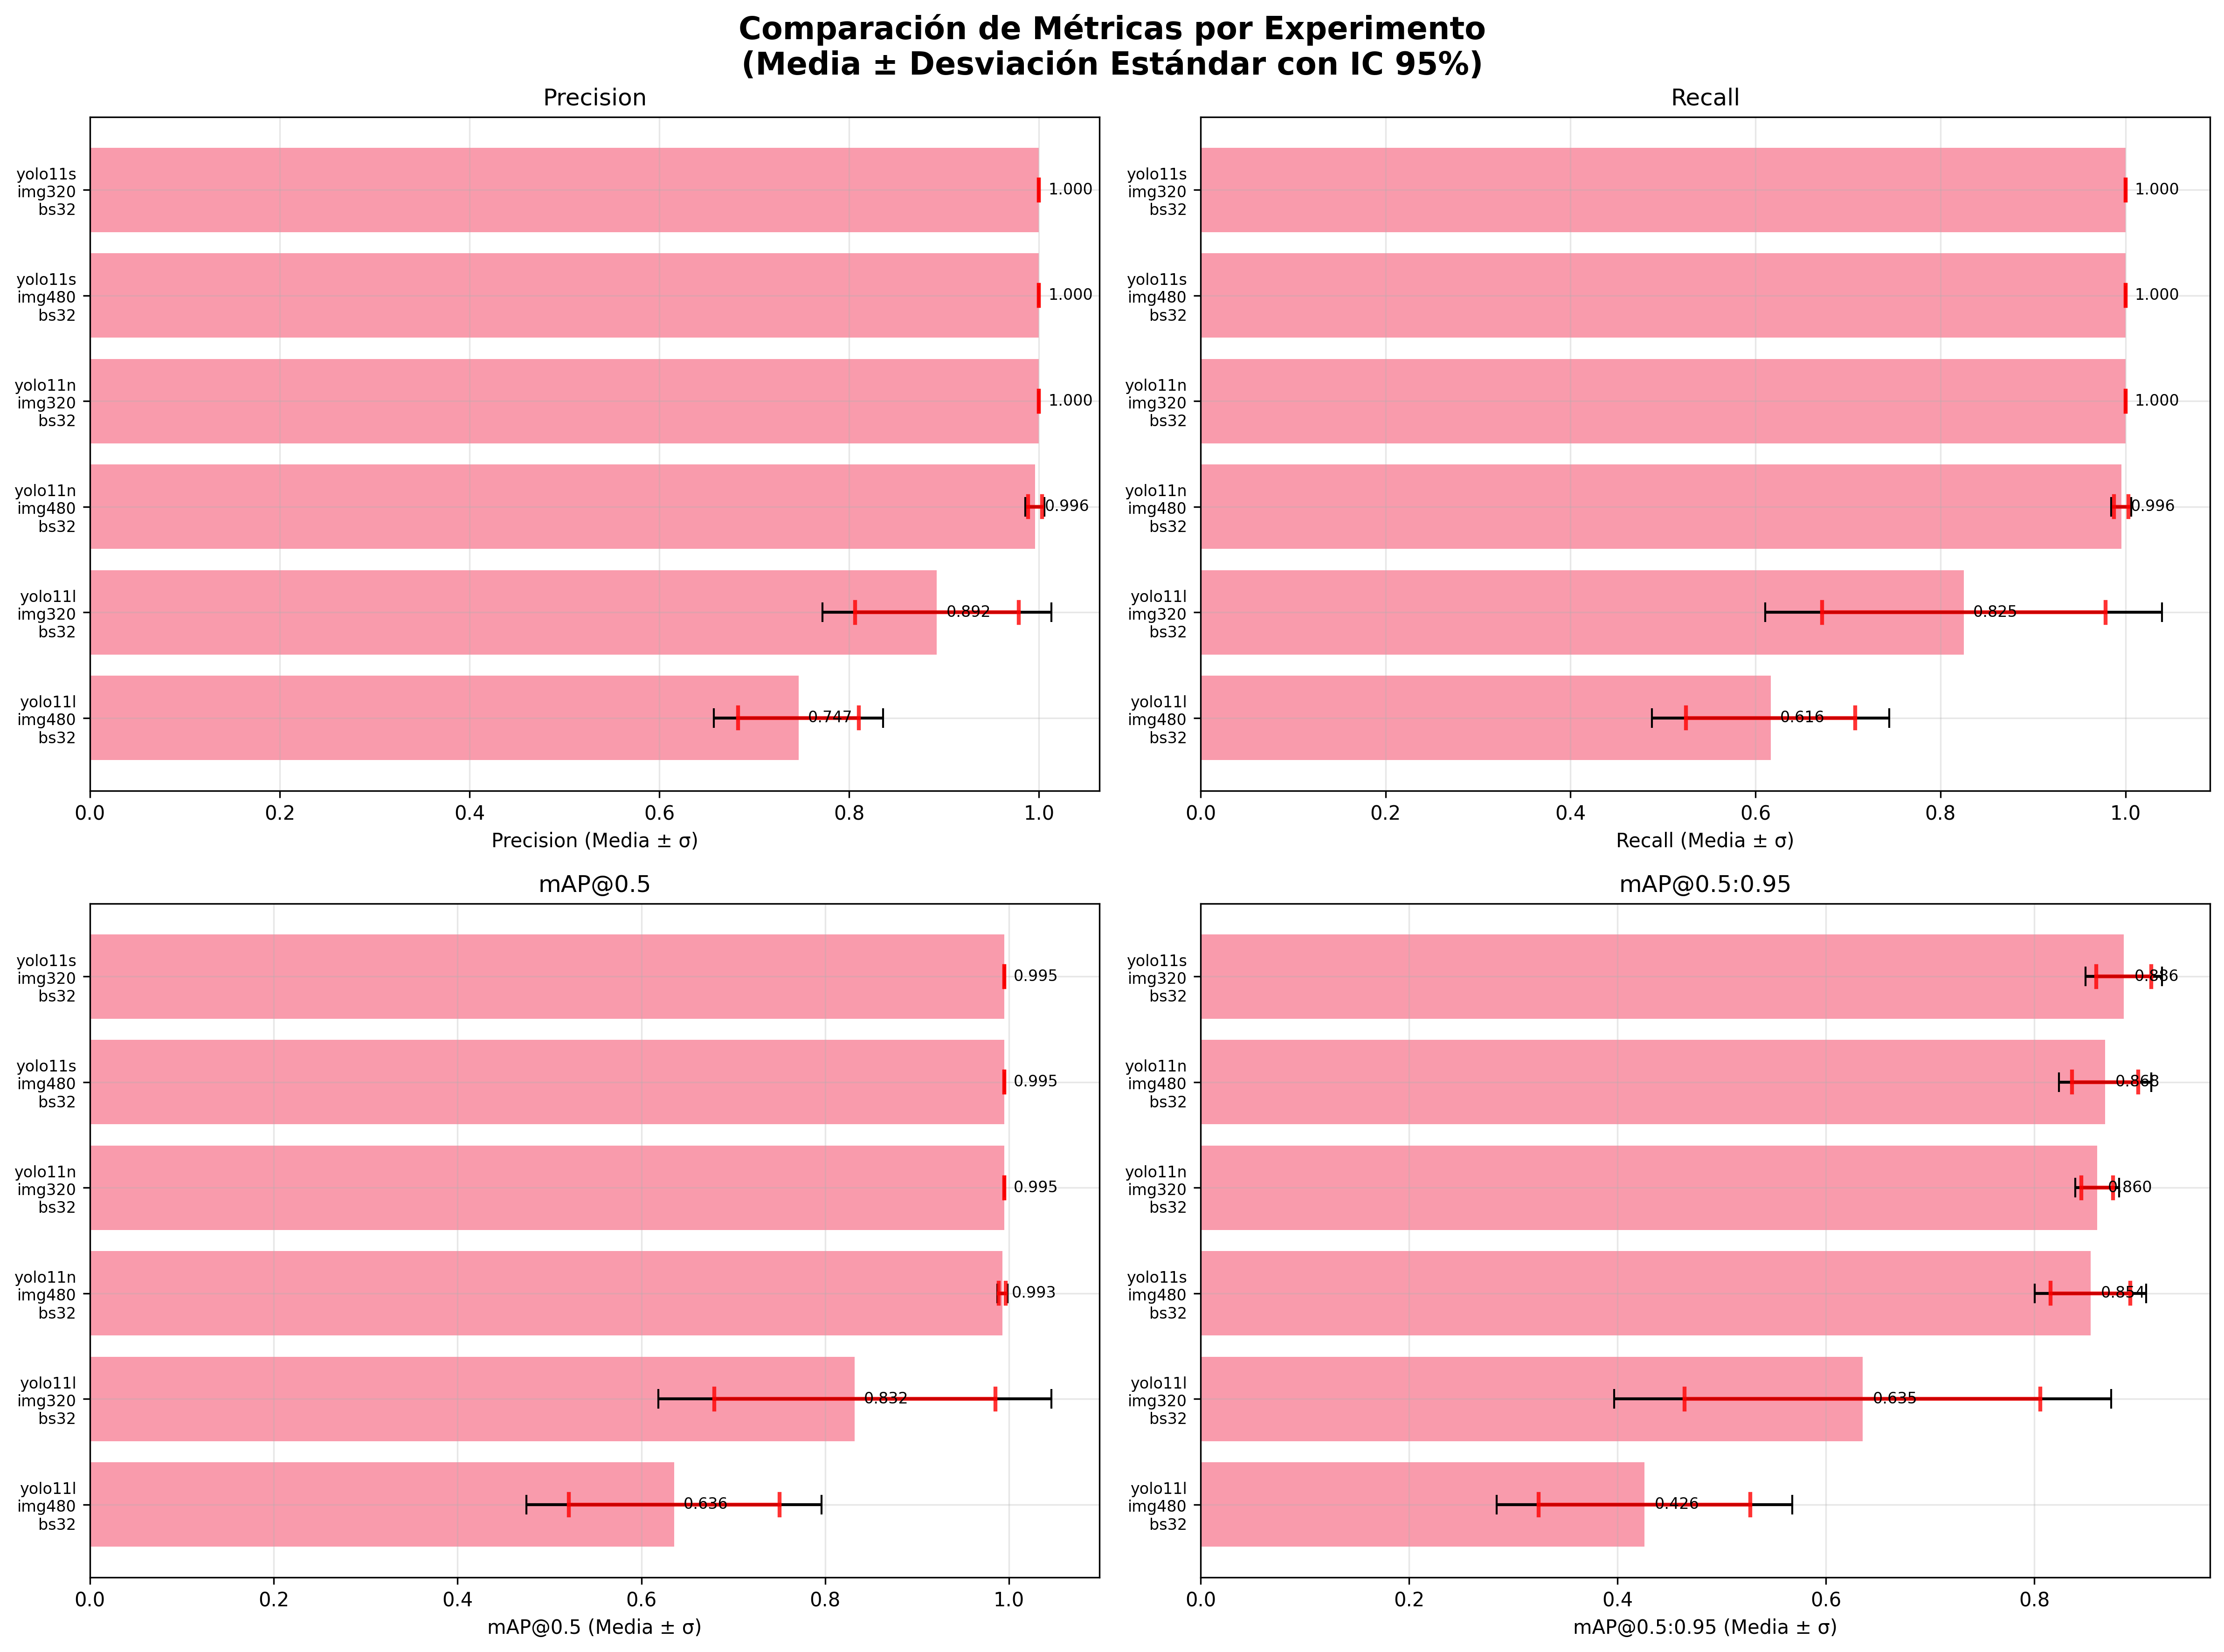 Comparación de Métricas por Experimento
(Media ± Desviación Estándar con IC 95%)
Precision
yolo11s
img320
bs32
1.000
yolo11s
img480
bs32
1.000
yolo11n
img320
bs32
1.000
yolo11n
img480
bs32
0.996
yolo11l
img320
bs32
0.892
yolo11l
img480
bs32
0.747
0.0 0.2 0.4 0.6 0.8 1.0
Precision (Media ± σ)
Recall
yolo11s
img320
bs32
1.000
yolo11s
img480
bs32
1.000
yolo11n
img320
bs32
1.000
yolo11n
img480
bs32
0.996
yolo11l
img320
bs32
0.825
yolo11l
img480
bs32
0.616
0.0 0.2 0.4 0.6 0.8 1.0
Recall (Media ± σ)
mAP@0.5
yolo11s
img320
bs32
0.995
yolo11s
img480
bs32
0.995
yolo11n
img320
bs32
0.995
yolo11n
img480
bs32
0.993
yolo11l
img320
bs32
0.832
yolo11l
img480
bs32
0.636
0.0 0.2 0.4 0.6 0.8 1.0
mAP@0.5 (Media ± σ)
mAP@0.5:0.95
yolo11s
img320
bs32
0.886
yolo11n
img480
bs32
0.868
yolo11n
img320
bs32
0.860
yolo11s
img480
bs32
0.854
yolo11l
img320
bs32
0.635
yolo11l
img480
bs32
0.426
0.0 0.2 0.4 0.6 0.8
mAP@0.5:0.95 (Media ± σ)